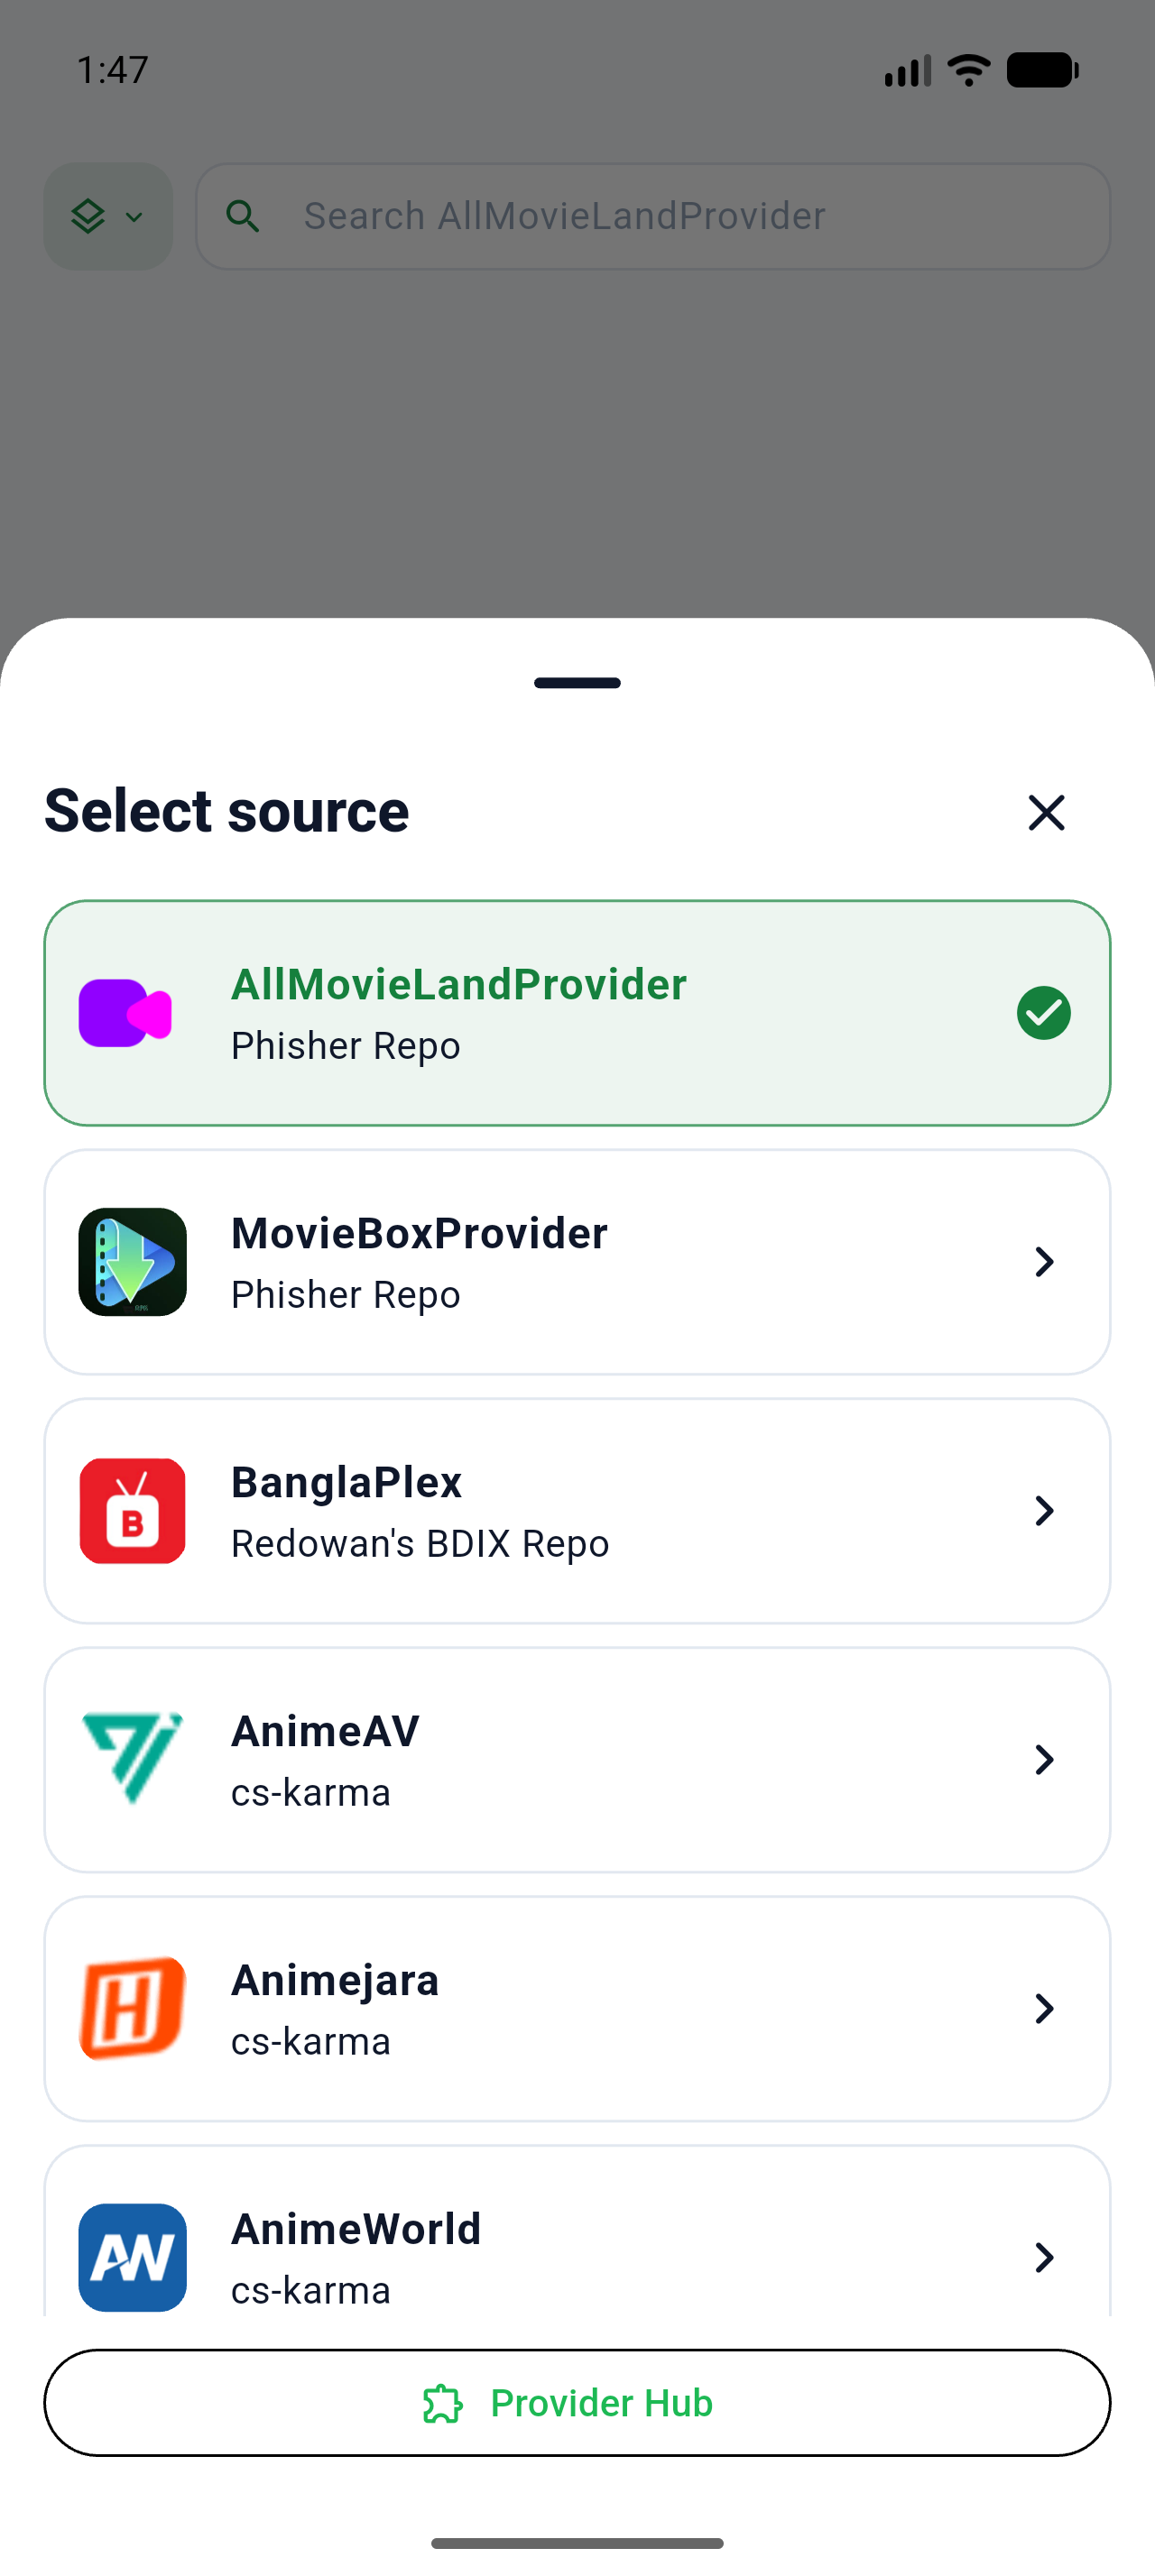 1:47
Search AllMovieLandProvider
Select source
AllMovieLandProvider
Phisher Repo
MovieBoxProvider
Phisher Repo
B
BanglaPlex
Redowan's BDIX Repo
AnimeAV
cs-karma
H
Animejara
cs-karma
AW
AnimeWorld
cs-karma
Provider Hub